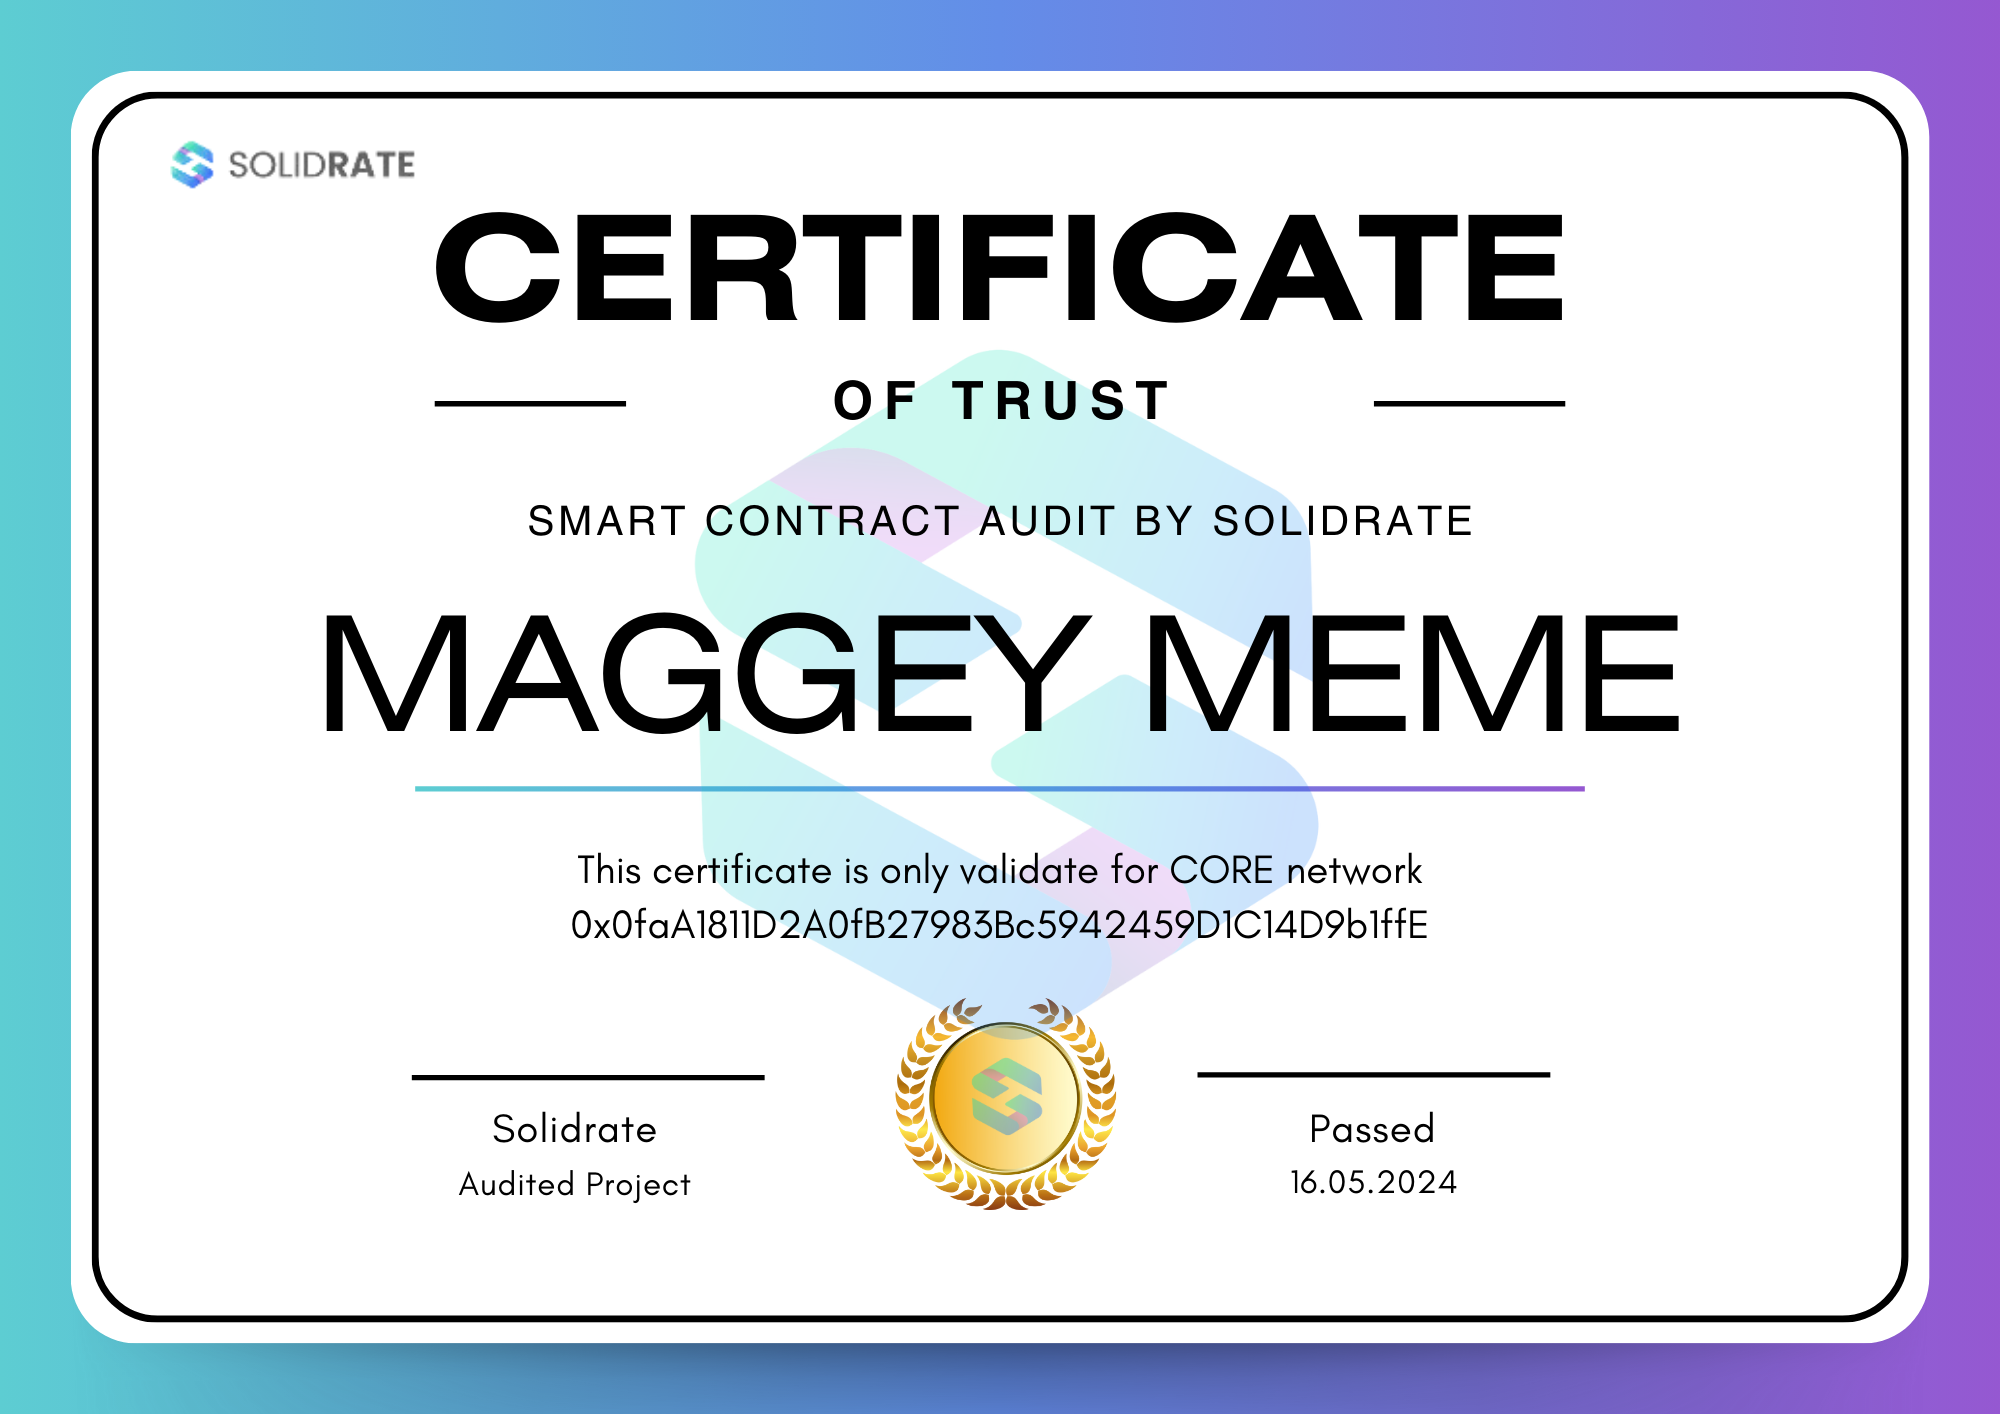 SOLIDRATE
CERTIFICATE
OF TRUST
SMART CONTRACT AUDIT BY SOLIDRATE
MAGGEY MEME
This certificate is only validate for CORE network
0x0faA1811D2A0fB27983Bc5942459D1C14D9b1ffE
Solidrate
Audited Project
Passed
16.05.2024